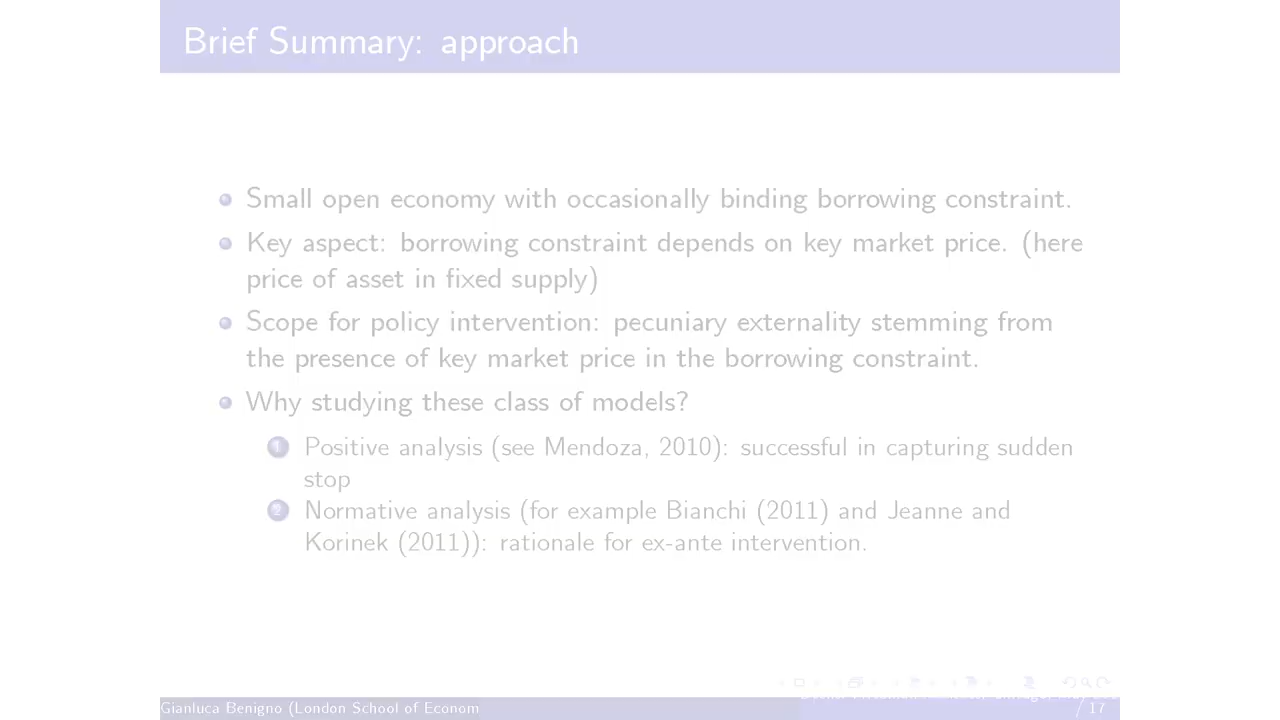 Brief Summary: approach
Small open economy with occasionally binding borrowing constraint.
Key aspect: borrowing constraint depends on key market price. (here
price of asset in fixed supply)
Scope for policy intervention: pecuniary externality stemming from
the presence of key market price in the borrowing constraint.
Why studying these class of models?
1 Positive analysis (see Mendoza, 2010): successful in capturing sudden
stop
2 Normative analysis (for example Bianchi (2011) and Jeanne and
Korinek (2011)): rationale for ex-ante intervention.
Gianluca Benigno (London School of Econom
/ 17